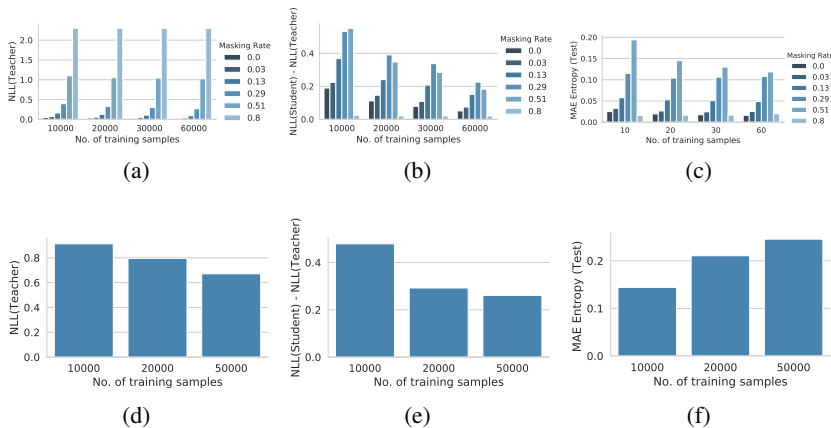 NLL(Teacher)
2.0
1.5
1.0
0.5
0.0
10000 20000 30000 60000
No. of training samples
Masking Rate
0.0
0.03
0.13
0.29
0.51
0.8
(a)
NLL(Student) - NLL(Teacher)
0.4
0.2
0.0
10000 20000 30000 60000
No. of training samples
Masking Rate
0.0
0.03
0.13
0.29
0.51
0.8
(b)
MAE Entropy (Test)
0.20
0.15
0.10
0.05
0.00
10 20 30 60
No. of training samples
Masking Rate
0.0
0.03
0.13
0.29
0.51
0.8
(c)
NLL(Teacher)
0.8
0.6
0.4
0.2
0.0
10000 20000 50000
No. of training samples
(d)
NLL(Student) - NLL(Teacher)
0.4
0.2
0.0
10000 20000 50000
No. of training samples
(e)
MAE Entropy (Test)
0.2
0.1
0.0
10000 20000 50000
No. of training samples
(f)